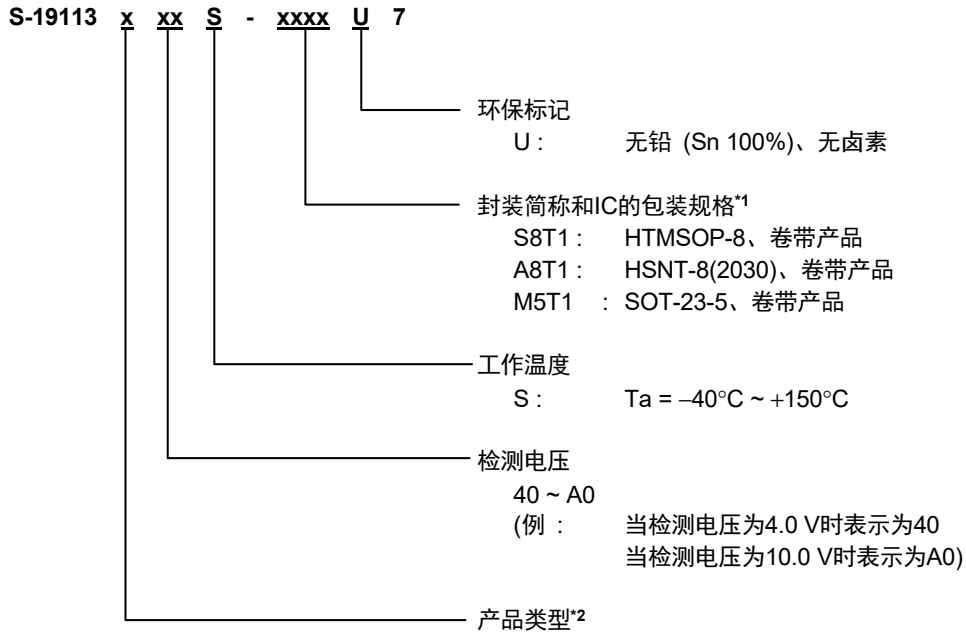 S-19113 x xx S - xxxx U 7
环保标记
U : 无铅 (Sn 100%)、无卤素
封装简称和IC的包装规格*1
S8T1 : HTMSOP-8、卷带产品
A8T1 : HSNT-8(2030)、卷带产品
M5T1 : SOT-23-5、卷带产品
工作温度
S : Ta = −40°C ~ +150°C
检测电压
40 ~ A0
(例 : 当检测电压为4.0 V时表示为40
当检测电压为10.0 V时表示为A0)
产品类型*2